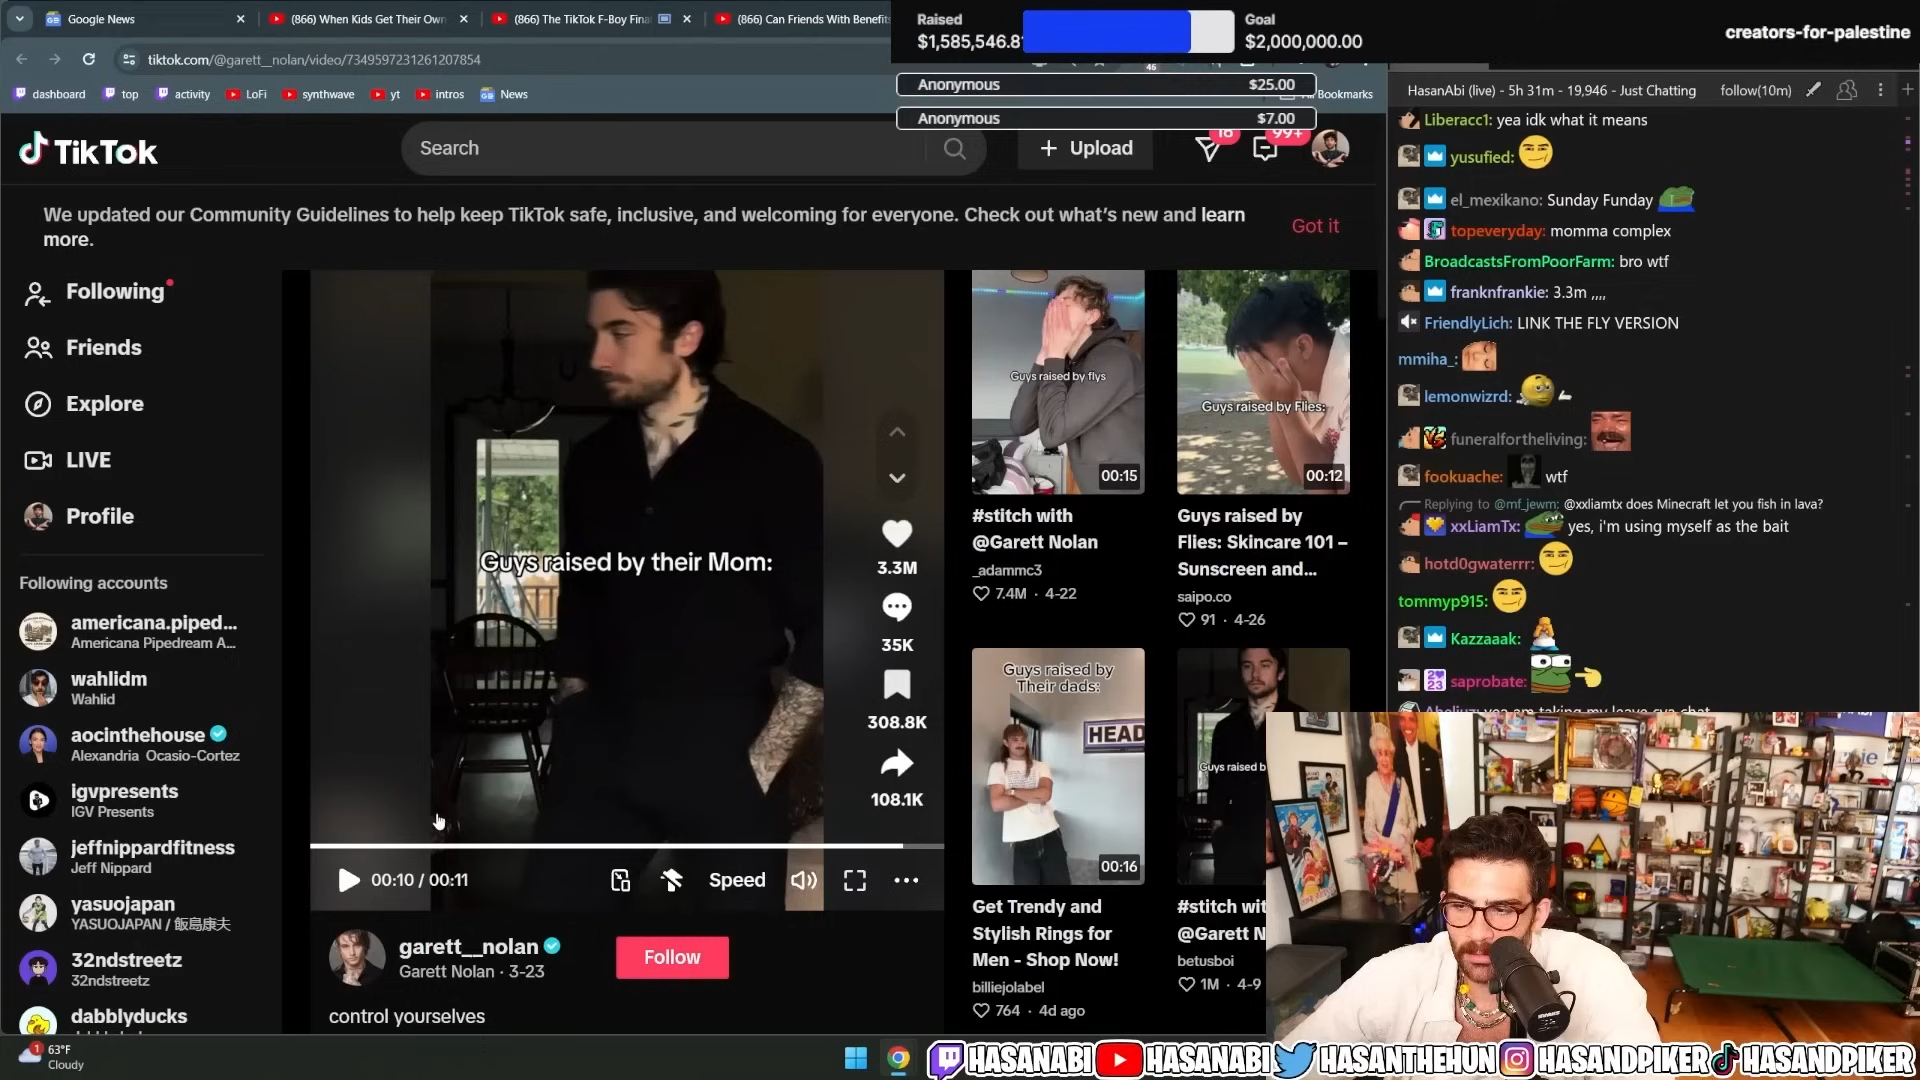 Google News
(866) When Kids Get Their Own
(866) The TikTok F-Boy Fina
(866) Can Friends With Benefits
Raised
$1,585,546.8
Goal
$2,000,000.00
creators-for-palestine
tiktok.com/@garett__nolan/video/7349597231261207854
Anonymous $25.00
Anonymous $7.00
dashboard
top
activity
LoFi
synthwave
yt
intros
News
Bookmarks
TikTok
Search
Upload
16
99+
We updated our Community Guidelines to help keep TikTok safe, inclusive, and welcoming for everyone. Check out what's new and learn
more.
Got it
Following
Friends
Explore
LIVE
Profile
Following accounts
americana.piped...
Americana Pipedream A...
wahlidm
Wahlid
aocinthehouse
Alexandria Ocasio-Cortez
igvpresents
IGV Presents
jeffnippardfitness
Jeff Nippard
yasuojapan
YASUOJAPAN / 飯島康夫
32ndstreetz
32ndstreetz
dabblyducks
Guys raised by their Mom:
3.3M
35K
308.8K
108.1K
00:10 / 00:11
Speed
garett__nolan
Garett Nolan · 3-23
Follow
control yourselves
Guys raised by flys
00:15
#stitch with
@Garett Nolan
_adammc3
7.4M · 4-22
Guys raised by Flies:
00:12
Guys raised by
Flies: Skincare 101 –
Sunscreen and...
saipo.co
91 · 4-26
Guys raised by
Their dads:
HEAD
00:16
Get Trendy and
Stylish Rings for
Men - Shop Now!
billiejolabel
764 · 4d ago
Guys raised b
#stitch wit
@Garett N
betusboi
1M · 4-9
HasanAbi (live) - 5h 31m - 19,946 - Just Chatting
follow(10m)
Liberacc1: yea idk what it means
yusufied:
el_mexikano: Sunday Funday
topeveryday: momma complex
BroadcastsFromPoorFarm: bro wtf
franknfrankie: 3.3m ,,,,
FriendlyLich: LINK THE FLY VERSION
mmiha_:
lemonwizrd:
funeralfortheliving:
fookuache: wtf
Replying to @mf_jewm: @xxliamtx does Minecraft let you fish in lava?
xxLiamTx: yes, i'm using myself as the bait
hotd0gwaterrr:
tommyp915:
Kazzaaak:
saprobate:
1
63°F
Cloudy
HASANABI
HASANABI
HASANTHEHUN
HASANDPIKER
HASANDPIKER